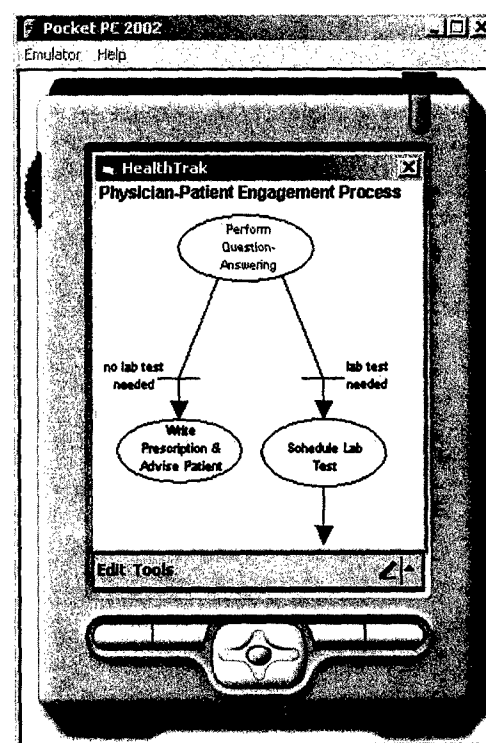 Pocket PC 2002
Emulator Help
HealthTrak
Physician-Patient Engagement Process
Perform
Question-
Answering
no lab test
needed
lab test
needed
Write
Prescription &
Advise Patient
Schedule Lab
Test
Edit Tools